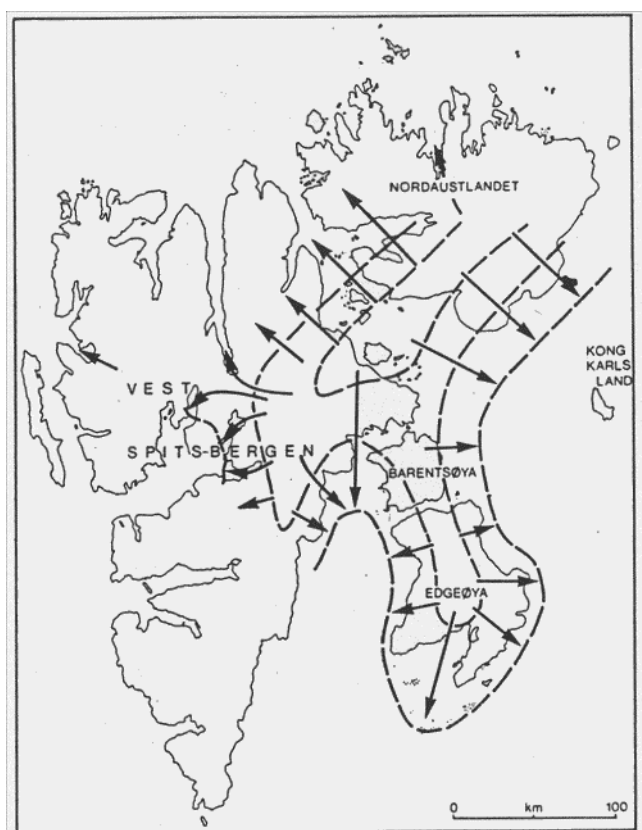 NORDAUSTLANDET
KONG
KARLS
LAND
VEST
SPITS-BERGEN
BARENTSØYA
EDGEØYA
0 km 100